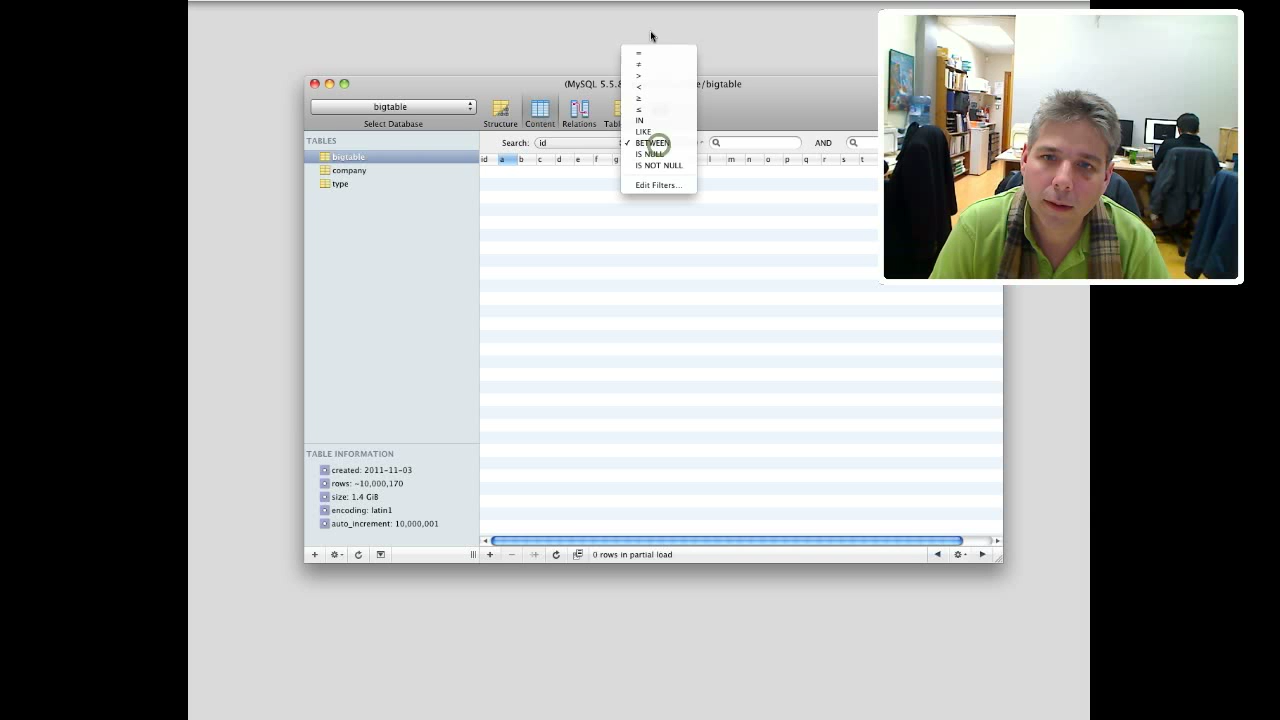 =
≠
>
<
≥
≤
IN
LIKE
BETWEEN
IS NULL
IS NOT NULL
Edit Filters...
(MySQL 5.5.
/bigtable
bigtable
Select Database
Structure
Content
Relations
TABLES
bigtable
company
type
Search:
id
AND
id a b c d e f g h i l m n o p q r s t
TABLE INFORMATION
created: 2011-11-03
rows: ~10,000,170
size: 1.4 GiB
encoding: latin1
auto_increment: 10,000,001
0 rows in partial load